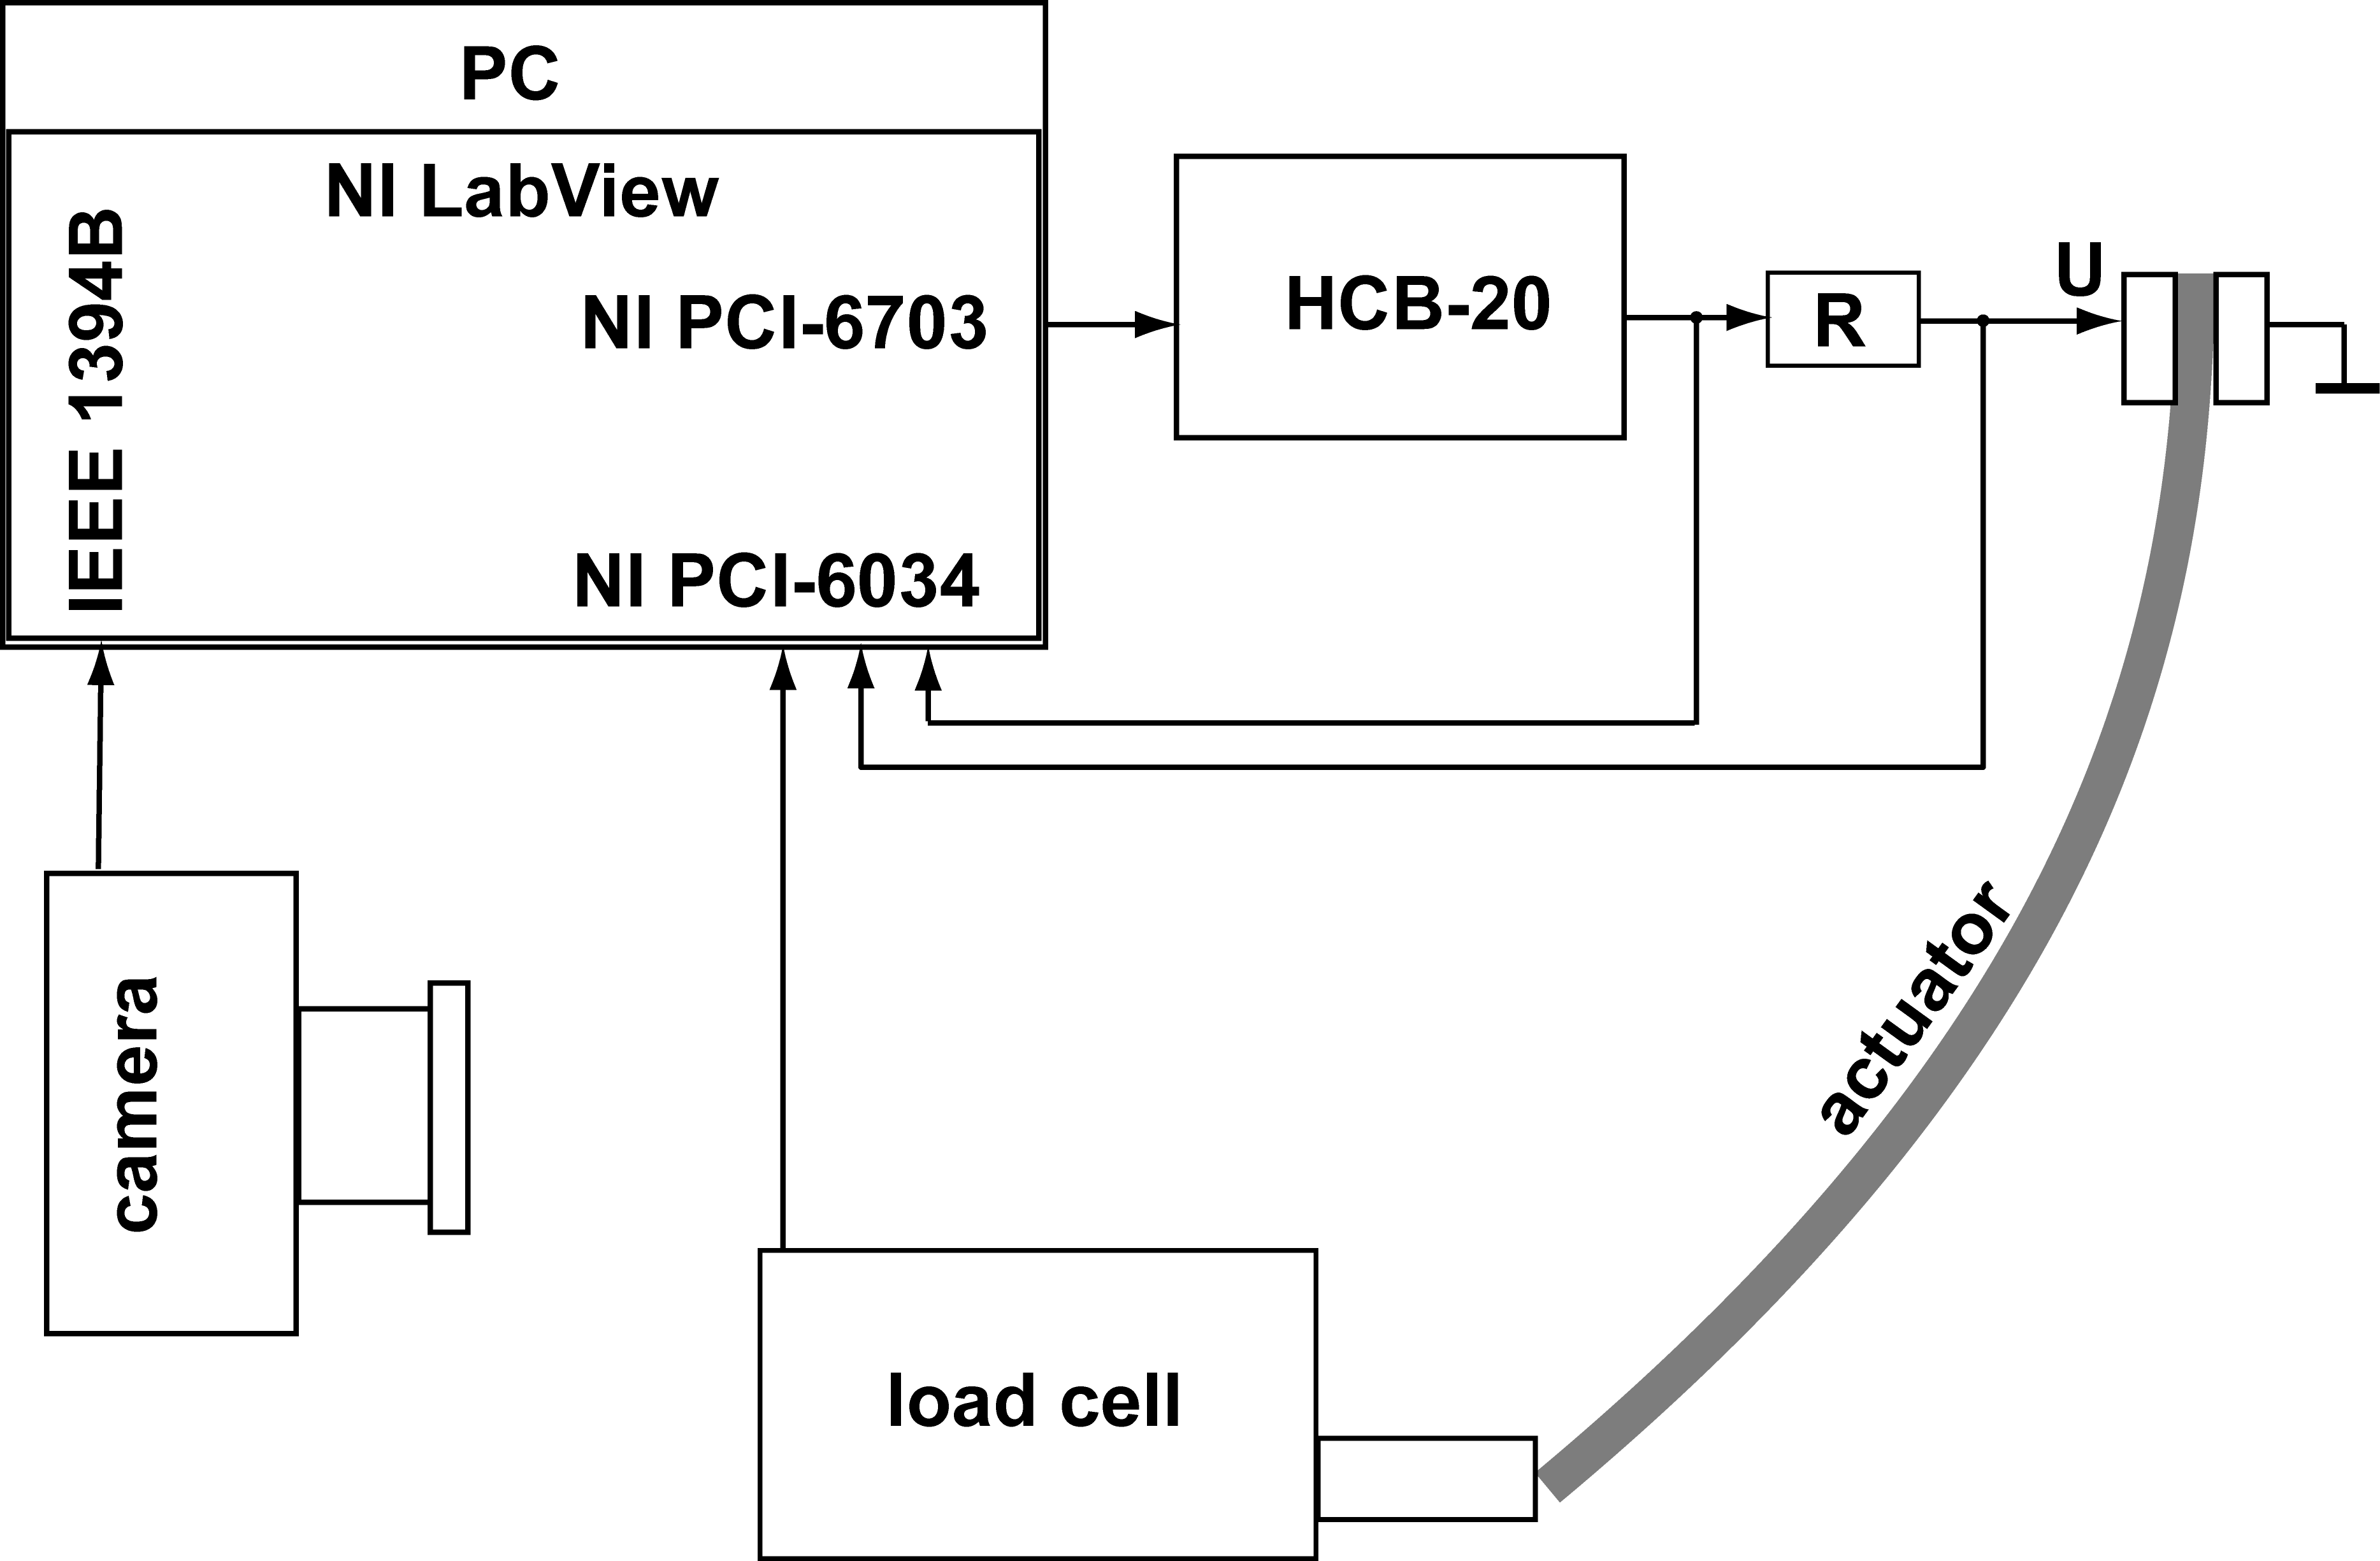 PC
NI LabView
IEEE 1394B
NI PCI-6703
NI PCI-6034
HCB-20
R
U
actuator
camera
load cell